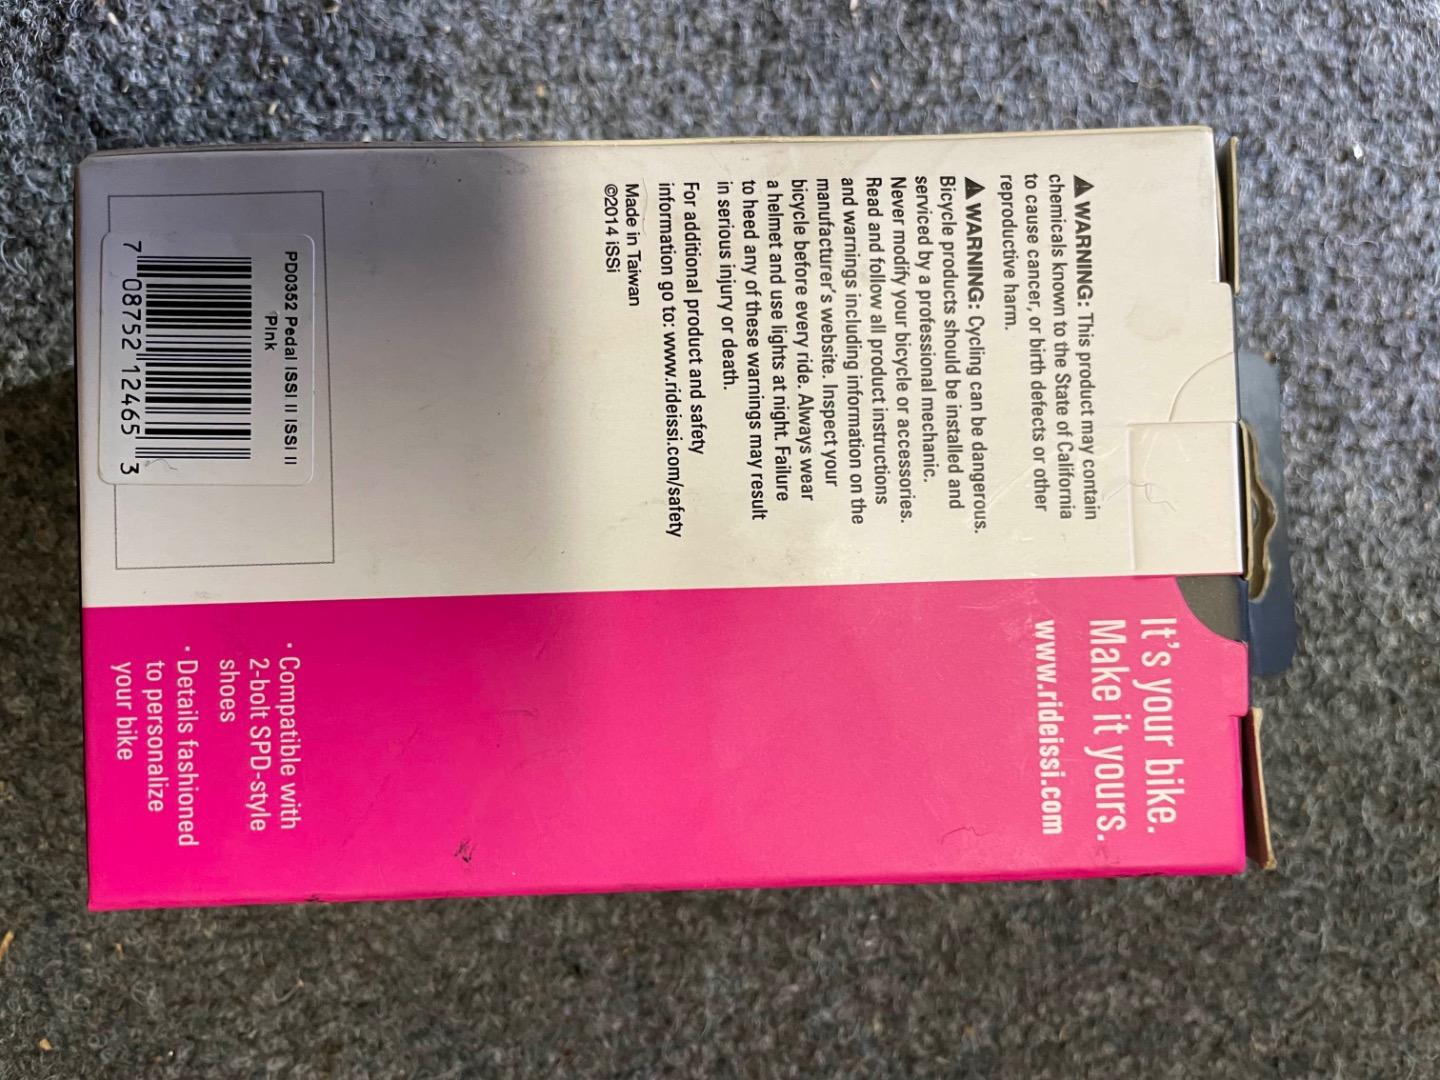 ⚠WARNING: This product may contain
chemicals known to the State of California
to cause cancer, or birth defects or other
reproductive harm.
⚠WARNING: Cycling can be dangerous.
Bicycle products should be installed and
serviced by a professional mechanic.
Never modify your bicycle or accessories.
Read and follow all product instructions
and warnings including information on the
manufacturer's website. Inspect your
bicycle before every ride. Always wear
a helmet and use lights at night. Failure
to heed any of these warnings may result
in serious injury or death.
For additional product and safety
information go to: www.rideissi.com/safety
Made in Taiwan
©2014 iSSi
PD0352 Pedal ISSI II ISSI II
Pink
7 08752 12465 3
It's your bike.
Make it yours.
www.rideissi.com
· Compatible with
2-bolt SPD-style
shoes
· Details fashioned
to personalize
your bike